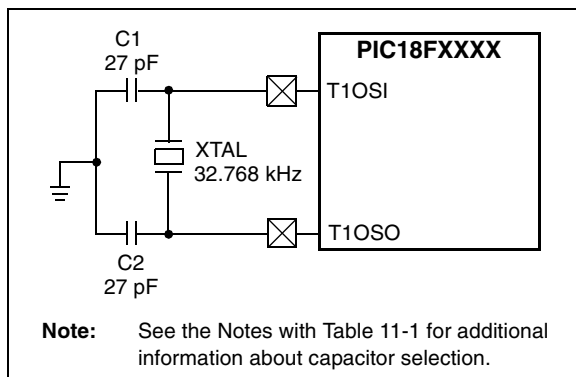 C1
27 pF
PIC18FXXXX
T1OSI
XTAL
32.768 kHz
T1OSO
C2
27 pF
Note: See the Notes with Table 11-1 for additional
information about capacitor selection.